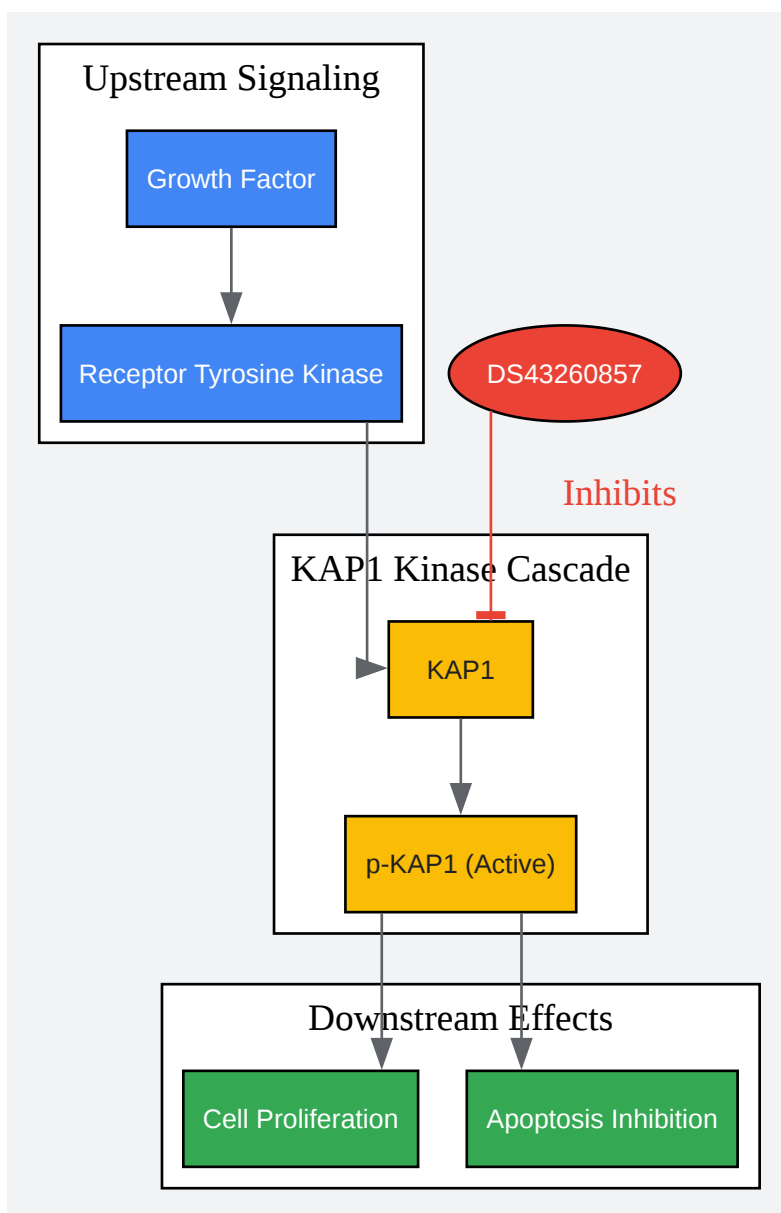 Upstream Signaling
Growth Factor
Receptor Tyrosine Kinase
DS43260857
Inhibits
KAP1 Kinase Cascade
KAP1
p-KAP1 (Active)
Downstream Effects
Cell Proliferation
Apoptosis Inhibition